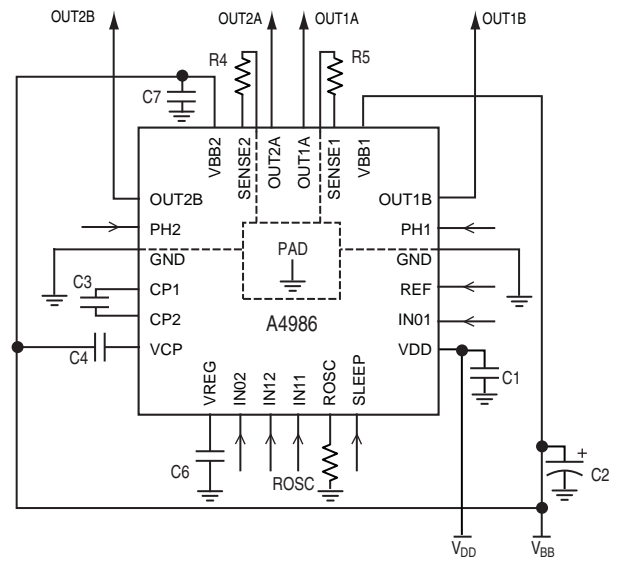 OUT2B
OUT2A
OUT1A
OUT1B
R4
R5
C7
VBB2
SENSE2
OUT2A
OUT1A
SENSE1
VBB1
OUT2B
OUT1B
PH2
PH1
PAD
GND
GND
C3
CP1
REF
CP2
A4986
IN01
C4
VCP
VDD
C1
VREG
IN02
IN12
IN11
ROSC
SLEEP
C6
ROSC
+
C2
VDD
VBB